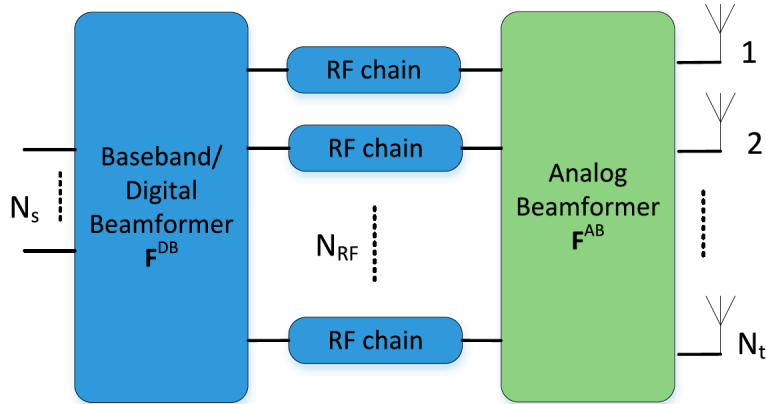 N_s
Baseband/
Digital
Beamformer
F^DB
RF chain
RF chain
N_RF
RF chain
Analog
Beamformer
F^AB
1
2
N_t